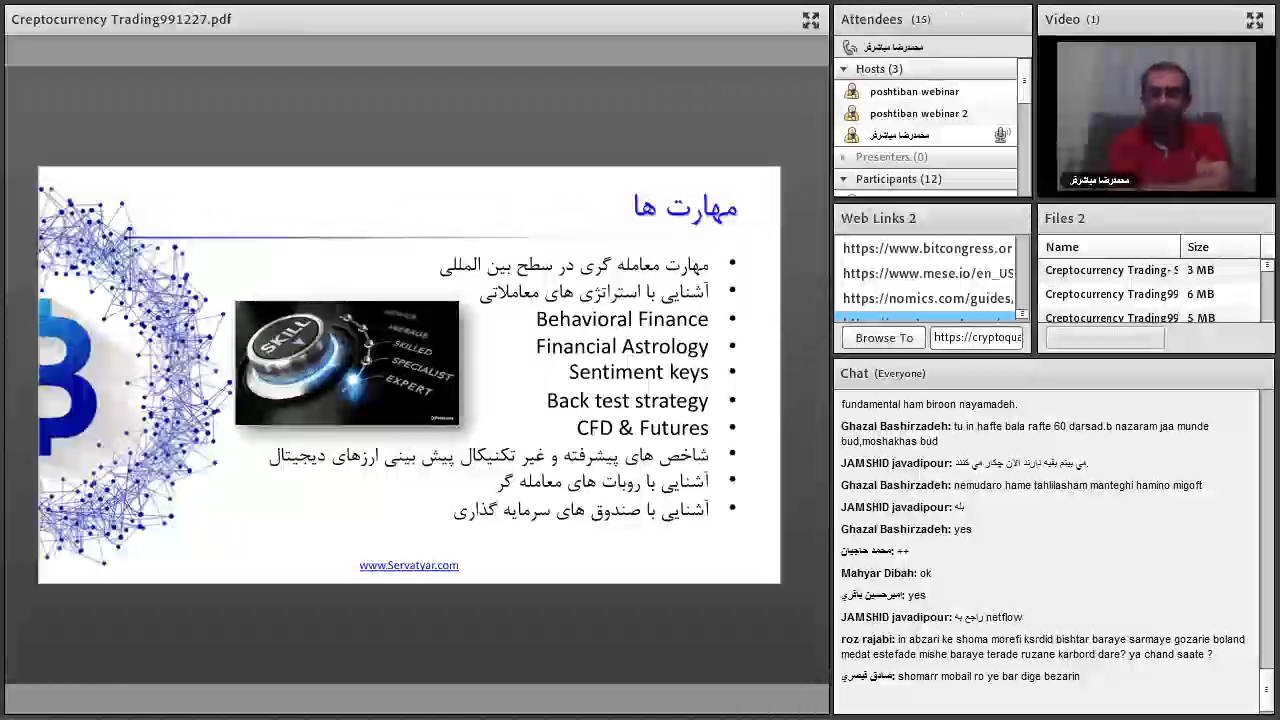 Creptocurrency Trading991227.pdf
مهارت ها
مهارت معامله گری در سطح بین المللی
آشنایی با استراتژی های معاملاتی
Behavioral Finance
Financial Astrology
Sentiment keys
Back test strategy
CFD & Futures
شاخص های پیشرفته و غیر تکنیکال پیش بینی ارزهای دیجیتال
آشنایی با روبات های معامله گر
آشنایی با صندوق های سرمایه گذاری
SKILL
AVERAGE
SKILLED
SPECIALIST
EXPERT
www.Servatyar.com
Attendees (15)
محمدرضا مباشرفر
Hosts (3)
poshtiban webinar
poshtiban webinar 2
محمدرضا مباشرفر
Presenters (0)
Participants (12)
Video (1)
محمدرضا مباشرفر
Web Links 2
https://www.bitcongress.or
https://www.mese.io/en_US
https://nomics.com/guides,
Browse To
https://cryptoqua
Files 2
Name Size
Creptocurrency Trading- S 3 MB
Creptocurrency Trading99 6 MB
Creptocurrency Trading99 5 MB
Chat (Everyone)
fundamental ham biroon nayamadeh.
Ghazal Bashirzadeh: tu in hafte bala rafte 60 darsad.b nazaram jaa munde
bud,moshakhas bud
JAMSHID javadipour: می بینم بقیه دارند الان چکار می کنند.
Ghazal Bashirzadeh: nemudaro hame tahlilasham manteghi hamino migoft
JAMSHID javadipour: بله
Ghazal Bashirzadeh: yes
محمد حاجیان: ++
Mahyar Dibah: ok
امیرحسین باقری: yes
JAMSHID javadipour: راجع به netflow
roz rajabi: in abzari ke shoma morefi ksrdid bishtar baraye sarmaye gozarie boland
medat estefade mishe baraye terade ruzane karbord dare? ya chand saate ?
صادق قیصری: shomarr mobail ro ye bar dige bezarin